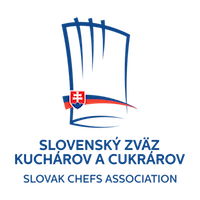 SLOVENSKÝ ZVÄZ
KUCHÁROV A CUKRÁROV
SLOVAK CHEFS ASSOCIATION